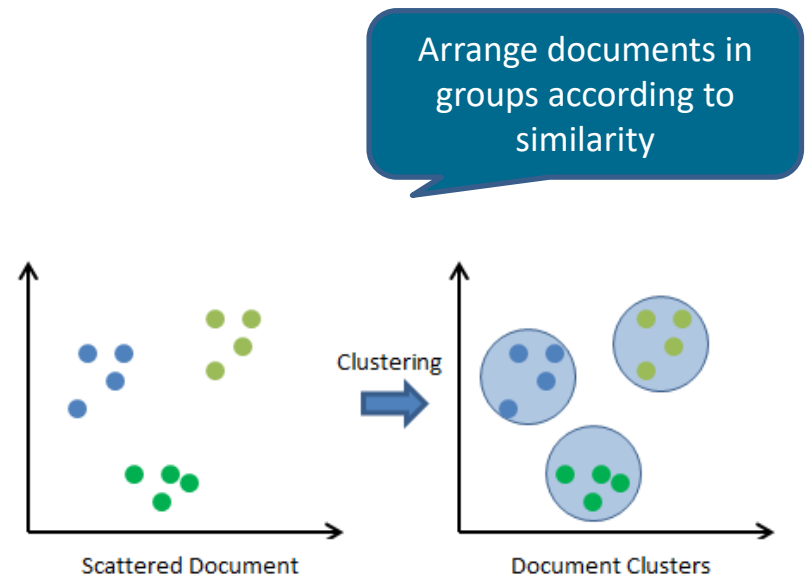 Arrange documents in
groups according to
similarity
Clustering
Scattered Document
Document Clusters